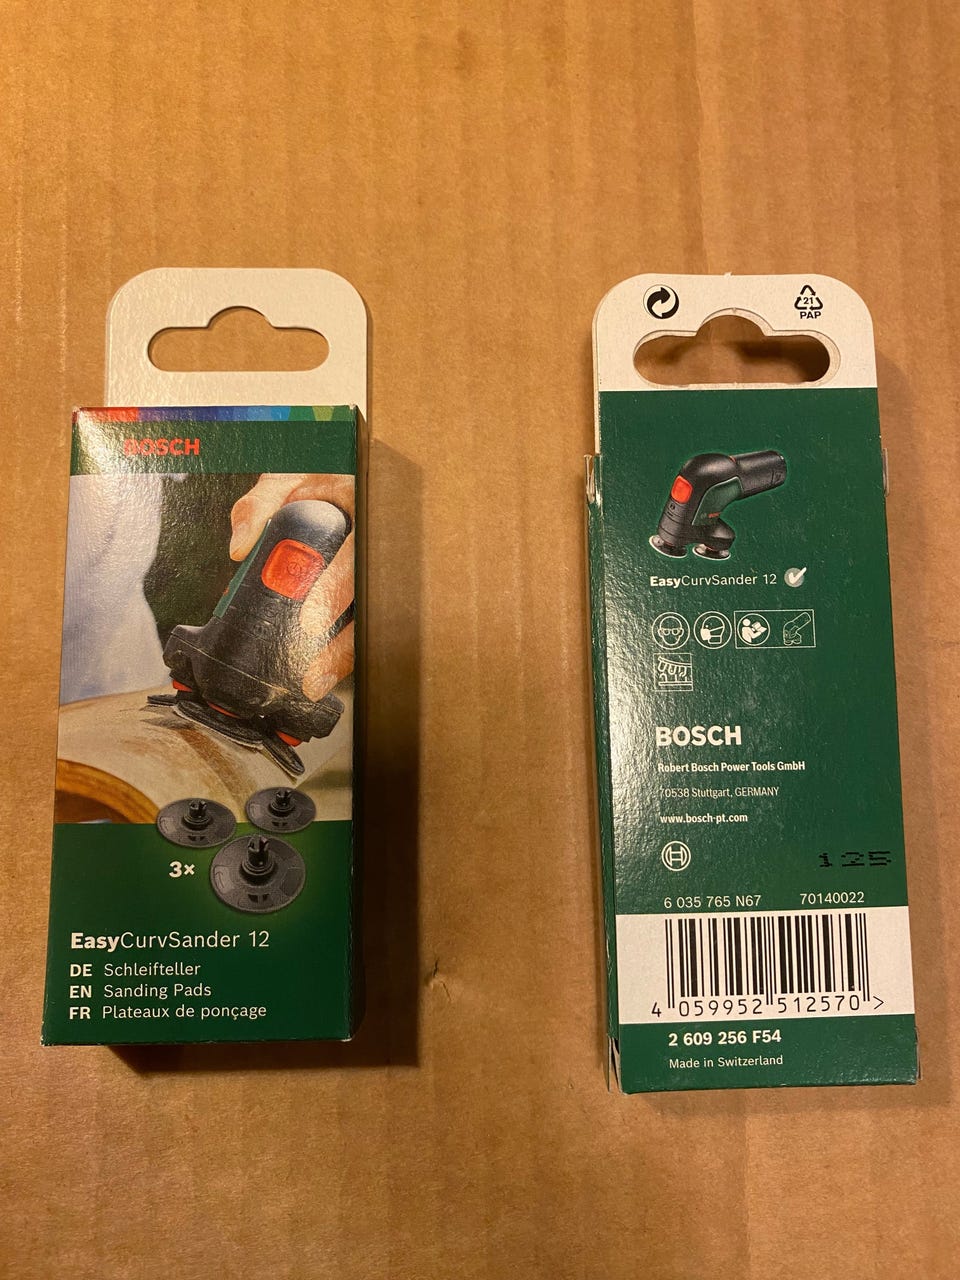 BOSCH
3×
EasyCurvSander 12
DE Schleifteller
EN Sanding Pads
FR Plateaux de ponçage
21
PAP
EasyCurvSander 12
BOSCH
Robert Bosch Power Tools GmbH
70538 Stuttgart, GERMANY
www.bosch-pt.com
125
6 035 765 N67 70140022
4 059952 512570 >
2 609 256 F54
Made in Switzerland